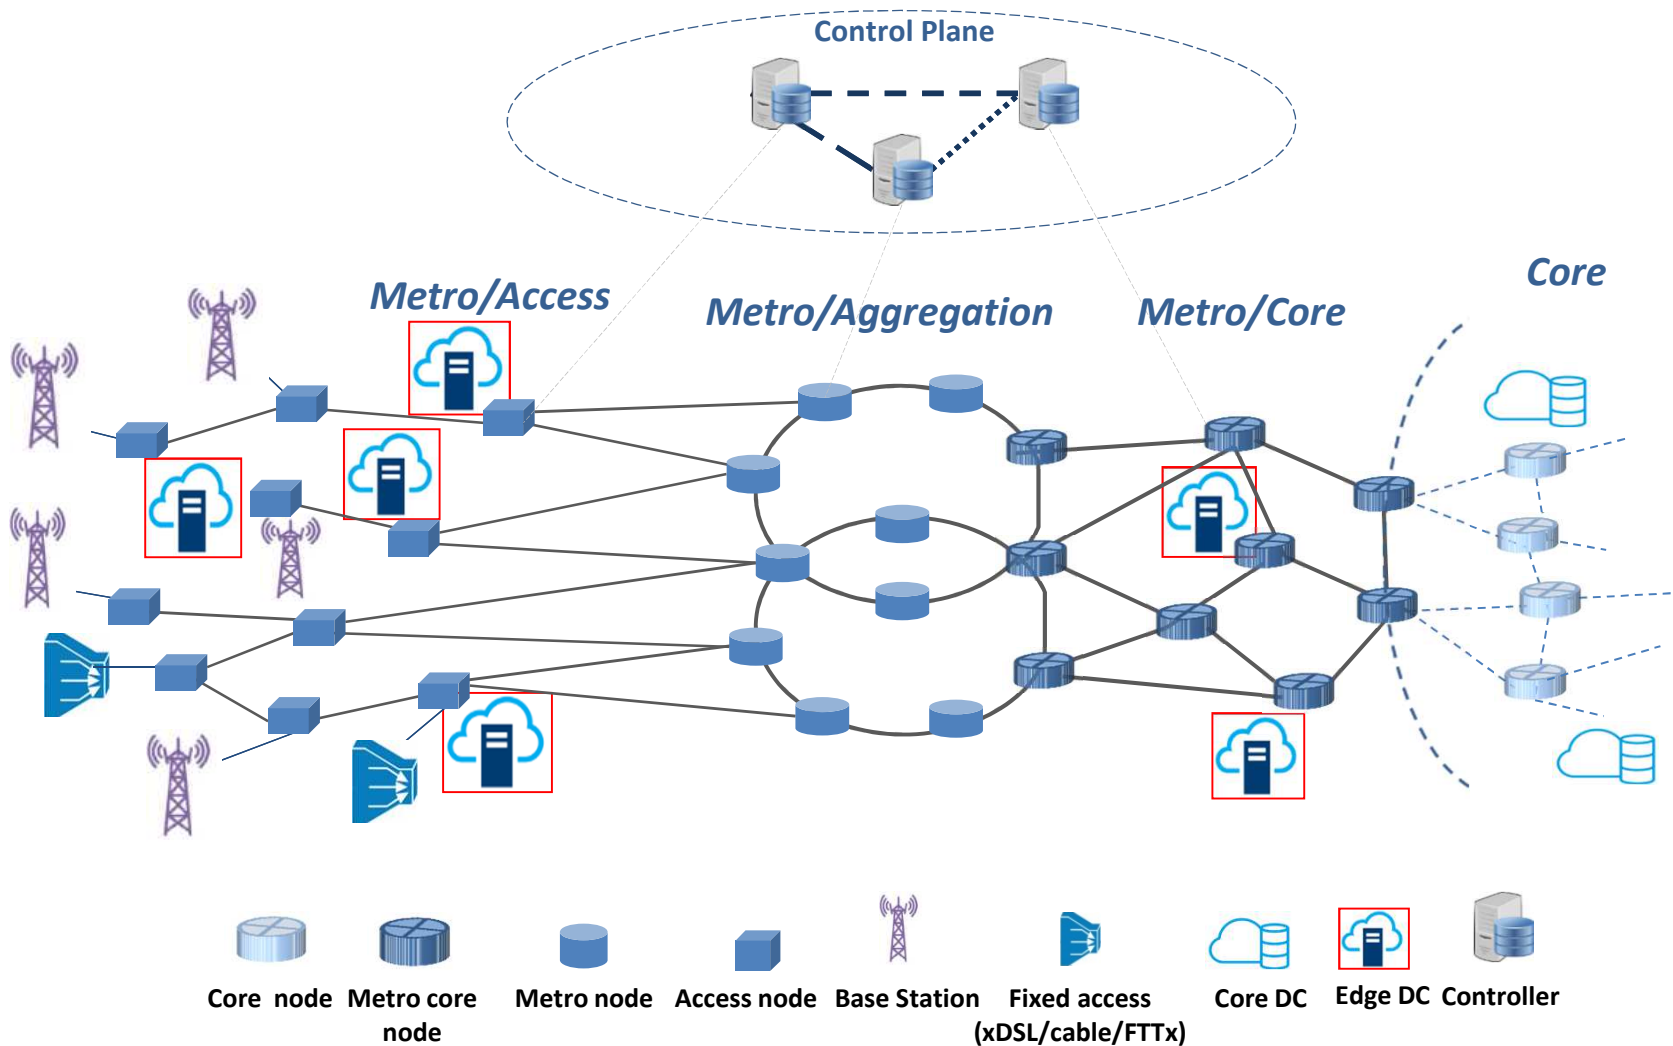 Control Plane
Core
Metro/Access
Metro/Aggregation
Metro/Core
Core node
Metro core node
Metro node
Access node
Base Station
Fixed access
(xDSL/cable/FTTx)
Core DC
Edge DC
Controller